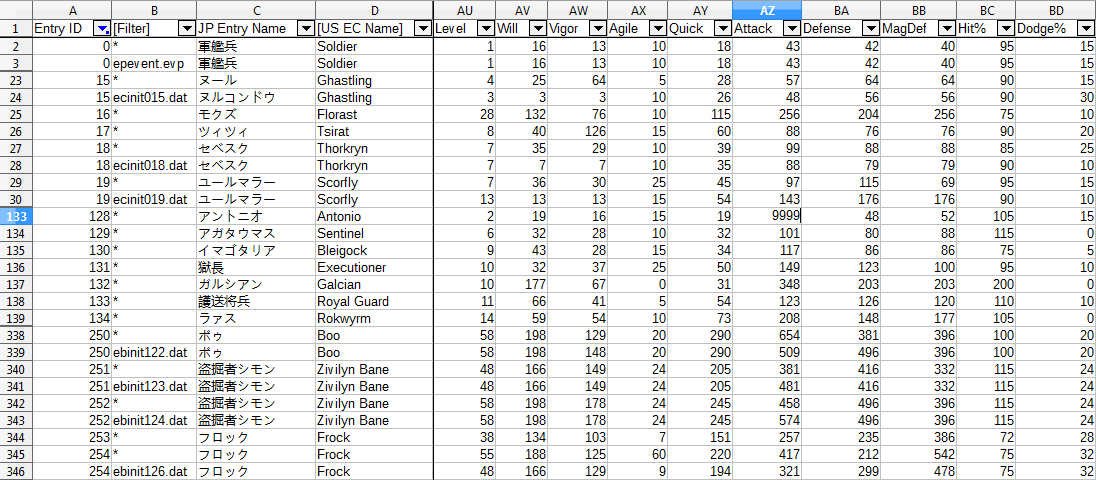 A B C D AU AV AW AX AY AZ BA BB BC BD
1 Entry ID [Filter] JP Entry Name [US EC Name] Level Will Vigor Agile Quick Attack Defense MagDef Hit% Dodge%
2 0 * 軍艦兵 Soldier 1 16 13 10 18 43 42 40 95 15
3 0 epevent.evp 軍艦兵 Soldier 1 16 13 10 18 43 42 40 95 15
23 15 * ヌール Ghastling 4 25 64 5 28 57 64 64 90 15
24 15 ecinit015.dat ヌルコンドウ Ghastling 3 3 3 10 26 48 56 56 90 30
25 16 * モクズ Florast 28 132 76 10 115 256 204 256 75 10
26 17 * ツィツィ Tsirat 8 40 126 15 60 88 76 76 90 20
27 18 * セベスク Thorkryn 7 35 29 10 39 99 88 88 85 25
28 18 ecinit018.dat セベスク Thorkryn 7 7 7 10 35 88 79 79 90 10
29 19 * ユールマラー Scorfly 7 36 30 25 45 97 115 69 95 15
30 19 ecinit019.dat ユールマラー Scorfly 13 13 13 15 54 143 176 176 90 10
133 128 * アントニオ Antonio 2 19 16 15 19 9999 48 52 105 15
134 129 * アガタウマス Sentinel 6 32 28 10 32 101 80 88 115 0
135 130 * イマゴタリア Bleigock 9 43 28 15 34 117 86 86 75 5
136 131 * 獄長 Executioner 10 32 37 25 50 149 123 100 95 10
137 132 * ガルシアン Galcian 10 177 67 0 31 348 203 203 200 0
138 133 * 護送将兵 Royal Guard 11 66 41 5 54 123 126 120 110 10
139 134 * ラァス Rokwyrm 14 59 54 10 73 208 148 177 105 0
338 250 * ポゥ Boo 58 198 129 20 290 654 381 396 100 20
339 250 ebinit122.dat ポゥ Boo 58 198 148 20 290 509 496 396 100 20
340 251 * 盗掘者シモン Zivilyn Bane 48 166 149 24 205 381 416 332 115 24
341 251 ebinit123.dat 盗掘者シモン Zivilyn Bane 48 166 149 24 205 481 416 332 115 24
342 252 * 盗掘者シモン Zivilyn Bane 58 198 178 24 245 458 496 396 115 24
343 252 ebinit124.dat 盗掘者シモン Zivilyn Bane 58 198 178 24 245 574 496 396 115 24
344 253 * フロック Frock 38 134 103 7 151 257 235 386 72 28
345 254 * フロック Frock 55 188 125 60 220 417 212 542 75 32
346 254 ebinit126.dat フロック Frock 48 166 129 9 194 321 299 478 75 32